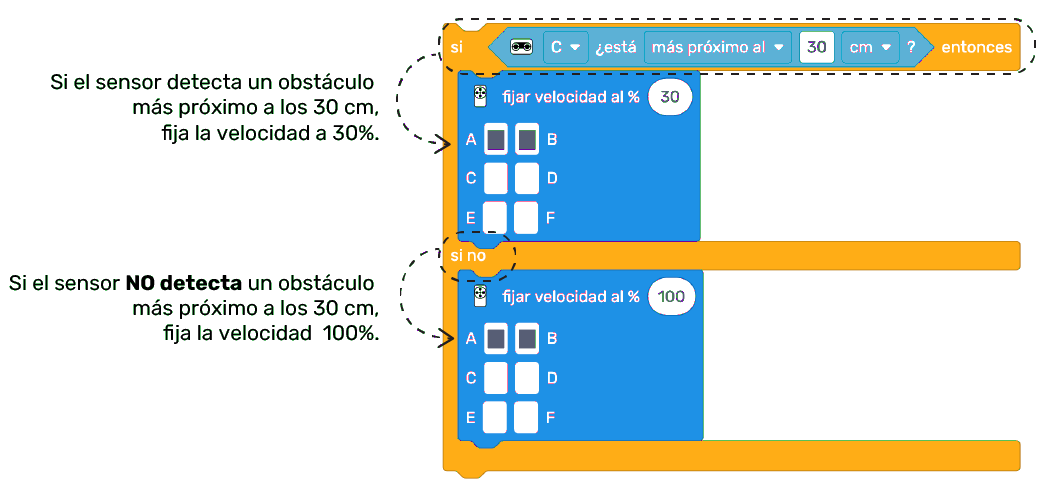 si C ¿está más próximo al 30 cm ? entonces
Si el sensor detecta un obstáculo
más próximo a los 30 cm,
fija la velocidad a 30%.
fijar velocidad al % 30
A B
C D
E F
si no
Si el sensor NO detecta un obstáculo
más próximo a los 30 cm,
fija la velocidad 100%.
fijar velocidad al % 100
A B
C D
E F